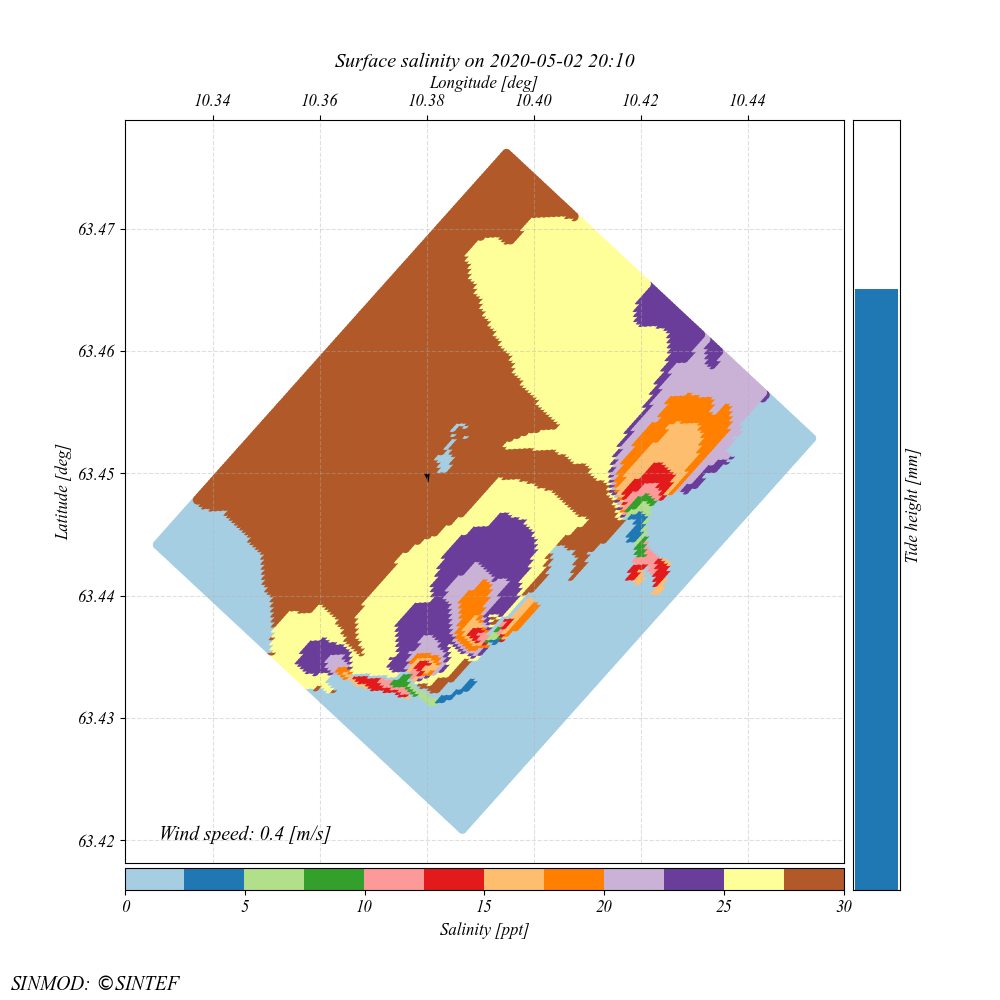 Surface salinity on 2020-05-02 20:10
Longitude [deg]
10.34 10.36 10.38 10.40 10.42 10.44
63.47
63.46
63.45
63.44
63.43
63.42
Latitude [deg]
Tide height [mm]
Wind speed: 0.4 [m/s]
0 5 10 15 20 25 30
Salinity [ppt]
SINMOD: ©SINTEF